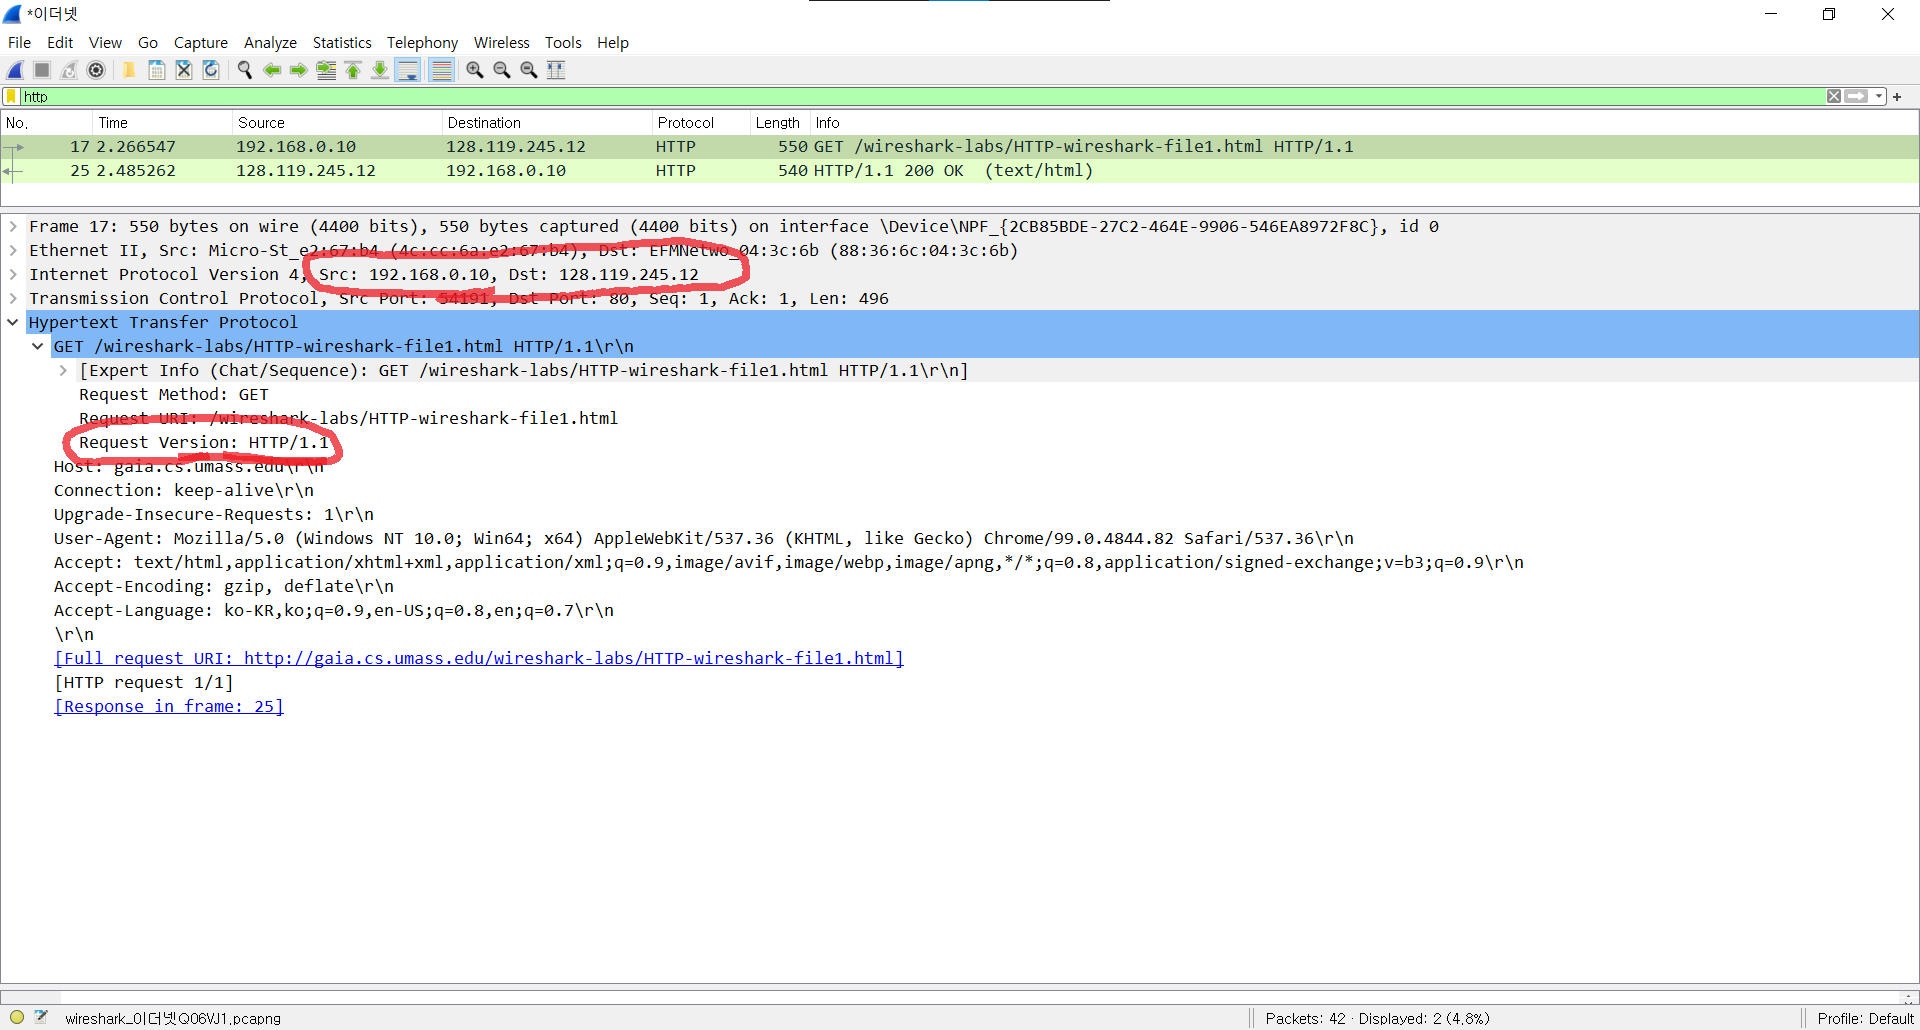 *이더넷
File Edit View Go Capture Analyze Statistics Telephony Wireless Tools Help
http
No. Time Source Destination Protocol Length Info
17 2.266547 192.168.0.10 128.119.245.12 HTTP 550 GET /wireshark-labs/HTTP-wireshark-file1.html HTTP/1.1
25 2.485262 128.119.245.12 192.168.0.10 HTTP 540 HTTP/1.1 200 OK  (text/html)
Frame 17: 550 bytes on wire (4400 bits), 550 bytes captured (4400 bits) on interface \Device\NPF_{2CB85BDE-27C2-464E-9906-546EA8972F8C}, id 0
Ethernet II, Src: Micro-St_e2:67:b4 (4c:cc:6a:e2:67:b4), Dst: EFMNetwo_04:3c:6b (88:36:6c:04:3c:6b)
Internet Protocol Version 4, Src: 192.168.0.10, Dst: 128.119.245.12
Transmission Control Protocol, Src Port: 54191, Dst Port: 80, Seq: 1, Ack: 1, Len: 496
Hypertext Transfer Protocol
GET /wireshark-labs/HTTP-wireshark-file1.html HTTP/1.1\r\n
[Expert Info (Chat/Sequence): GET /wireshark-labs/HTTP-wireshark-file1.html HTTP/1.1\r\n]
Request Method: GET
Request URI: /wireshark-labs/HTTP-wireshark-file1.html
Request Version: HTTP/1.1
Host: gaia.cs.umass.edu\r\n
Connection: keep-alive\r\n
Upgrade-Insecure-Requests: 1\r\n
User-Agent: Mozilla/5.0 (Windows NT 10.0; Win64; x64) AppleWebKit/537.36 (KHTML, like Gecko) Chrome/99.0.4844.82 Safari/537.36\r\n
Accept: text/html,application/xhtml+xml,application/xml;q=0.9,image/avif,image/webp,image/apng,*/*;q=0.8,application/signed-exchange;v=b3;q=0.9\r\n
Accept-Encoding: gzip, deflate\r\n
Accept-Language: ko-KR,ko;q=0.9,en-US;q=0.8,en;q=0.7\r\n
\r\n
[Full request URI: http://gaia.cs.umass.edu/wireshark-labs/HTTP-wireshark-file1.html]
[HTTP request 1/1]
[Response in frame: 25]
wireshark_이더넷Q06VJ1.pcapng Packets: 42 · Displayed: 2 (4.8%) Profile: Default